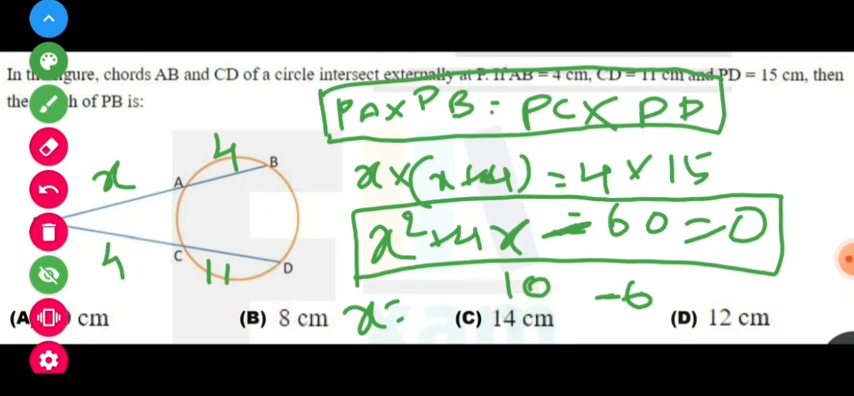 In th gure, chords AB and CD of a circle intersect externally at P. If AB = 4 cm, CD = 11 cm and PD = 15 cm, then
the h of PB is:
PA×PB = PC × PD
x×(x+4) = 4 × 15
x²+4x - 60 = 0
10 -6
x=
x
4
A
B
4
C
11
D
(A cm
(B) 8 cm
(C) 14 cm
(D) 12 cm